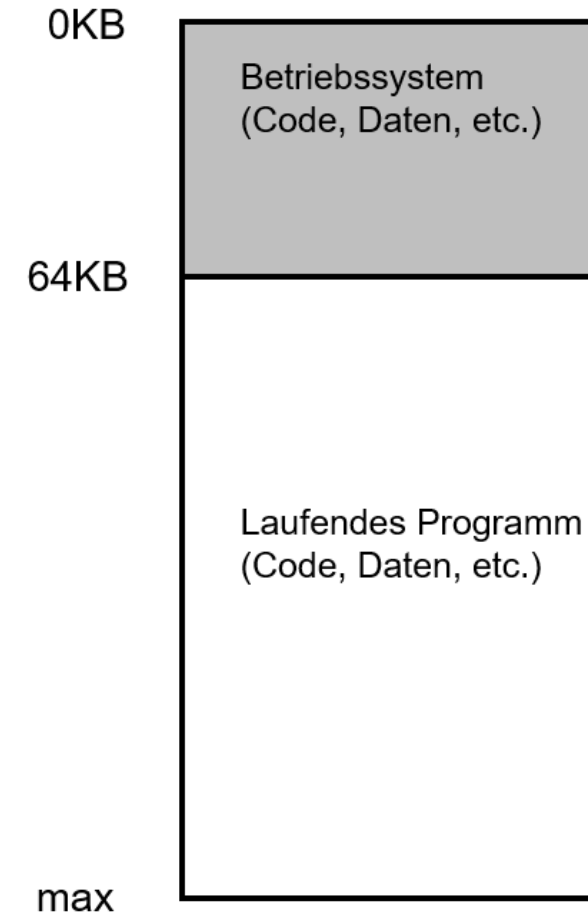 0KB
Betriebssystem
(Code, Daten, etc.)
64KB
Laufendes Programm
(Code, Daten, etc.)
max